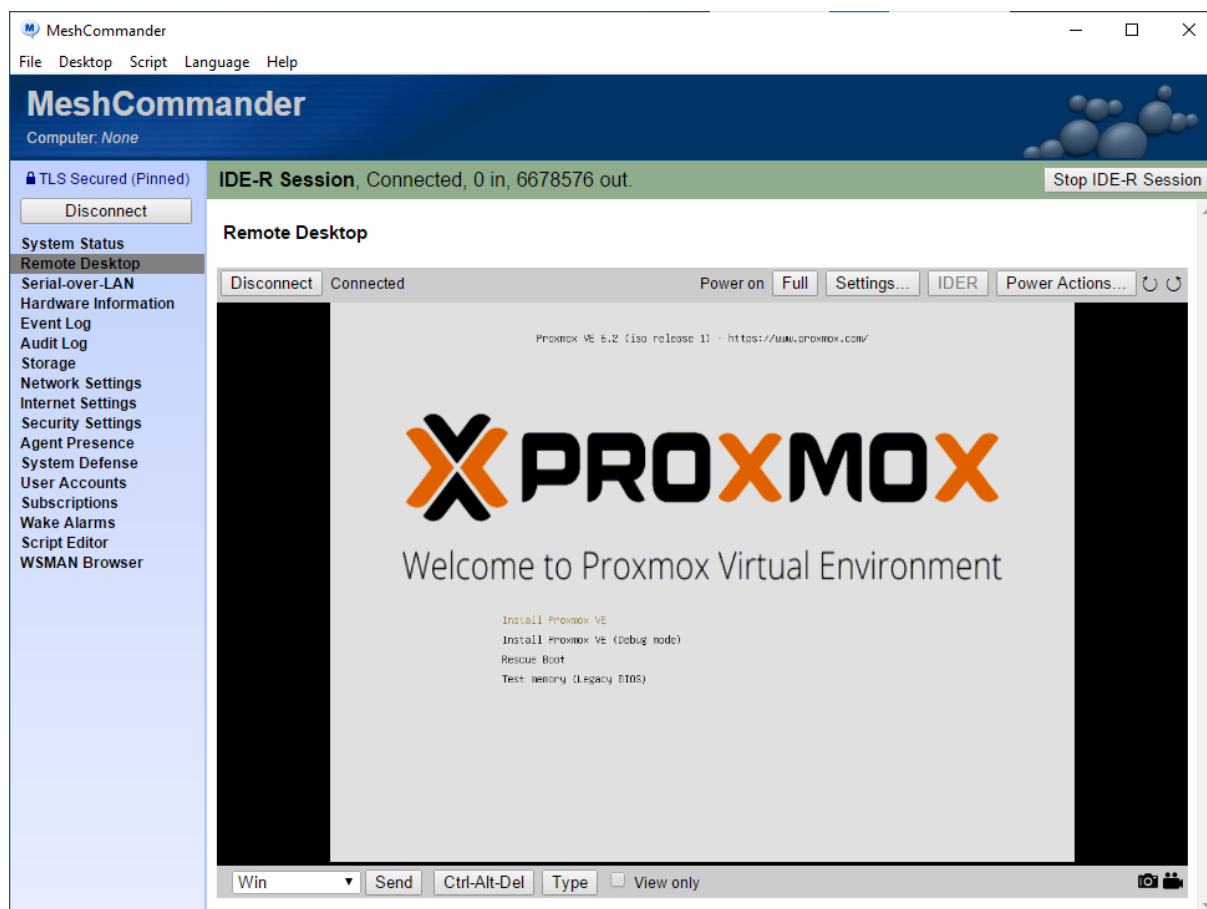 MeshCommander
File Desktop Script Language Help
MeshCommander
Computer: None
TLS Secured (Pinned)
Disconnect
System Status
Remote Desktop
Serial-over-LAN
Hardware Information
Event Log
Audit Log
Storage
Network Settings
Internet Settings
Security Settings
Agent Presence
System Defense
User Accounts
Subscriptions
Wake Alarms
Script Editor
WSMAN Browser
IDE-R Session, Connected, 0 in, 6678576 out.
Stop IDE-R Session
Remote Desktop
Disconnect Connected Power on Full Settings... IDER Power Actions...
Proxmox VE 6.2 (iso release 1) - https://www.proxmox.com/
PROXMOX
Welcome to Proxmox Virtual Environment
Install Proxmox VE
Install Proxmox VE (Debug mode)
Rescue Boot
Test memory (Legacy BIOS)
Win Send Ctrl-Alt-Del Type View only